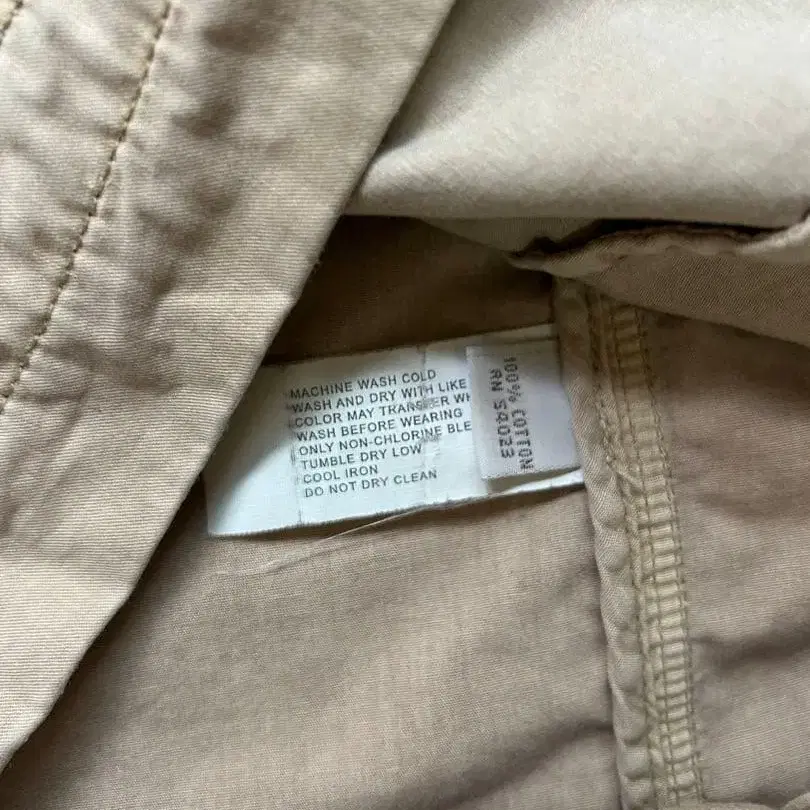 MACHINE WASH COLD
WASH AND DRY WITH LIKE
COLOR MAY TRANSFER WH
WASH BEFORE WEARING
ONLY NON-CHLORINE BLE
TUMBLE DRY LOW
COOL IRON
DO NOT DRY CLEAN
100% COTTON
RN 54023